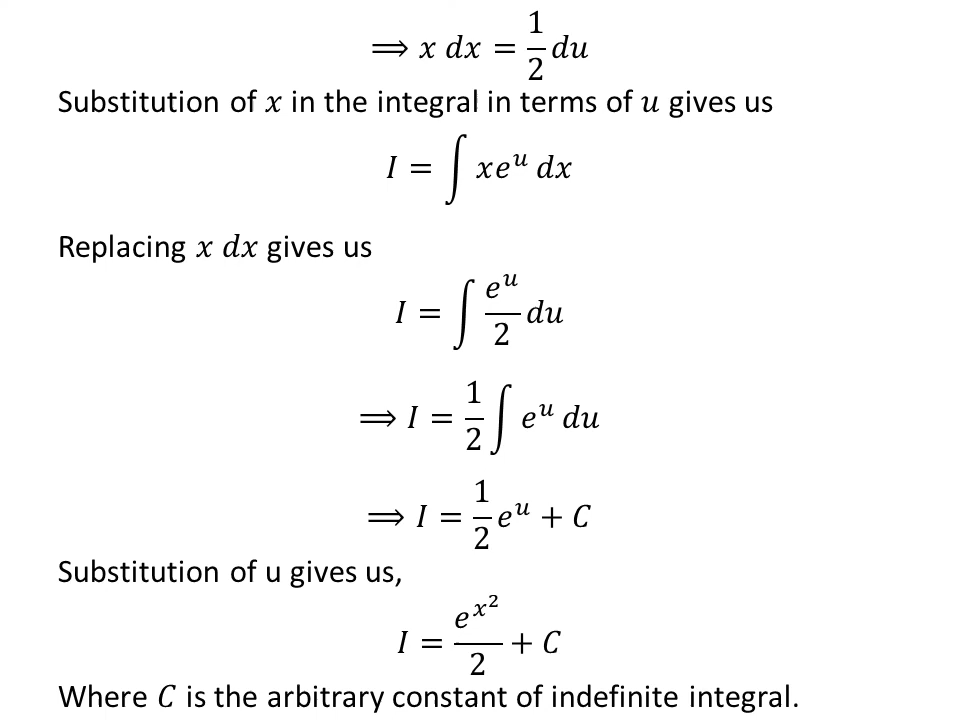 ⟹ 𝑥 𝑑𝑥 = 1/2 𝑑𝑢
Substitution of 𝑥 in the integral in terms of 𝑢 gives us
𝐼 = ∫ 𝑥𝑒^𝑢 𝑑𝑥
Replacing 𝑥 𝑑𝑥 gives us
𝐼 = ∫ 𝑒^𝑢/2 𝑑𝑢
⟹ 𝐼 = 1/2 ∫ 𝑒^𝑢 𝑑𝑢
⟹ 𝐼 = 1/2 𝑒^𝑢 + 𝐶
Substitution of u gives us,
𝐼 = 𝑒^𝑥²/2 + 𝐶
Where 𝐶 is the arbitrary constant of indefinite integral.